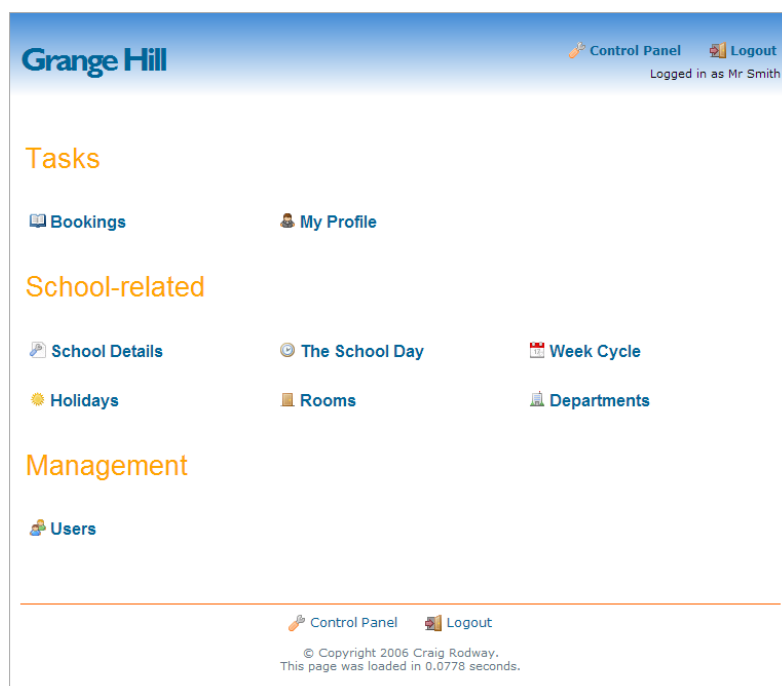 Grange Hill
Control Panel Logout
Logged in as Mr Smith
Tasks
Bookings My Profile
School-related
School Details The School Day Week Cycle
Holidays Rooms Departments
Management
Users
Control Panel Logout
© Copyright 2006 Craig Rodway.
This page was loaded in 0.0778 seconds.